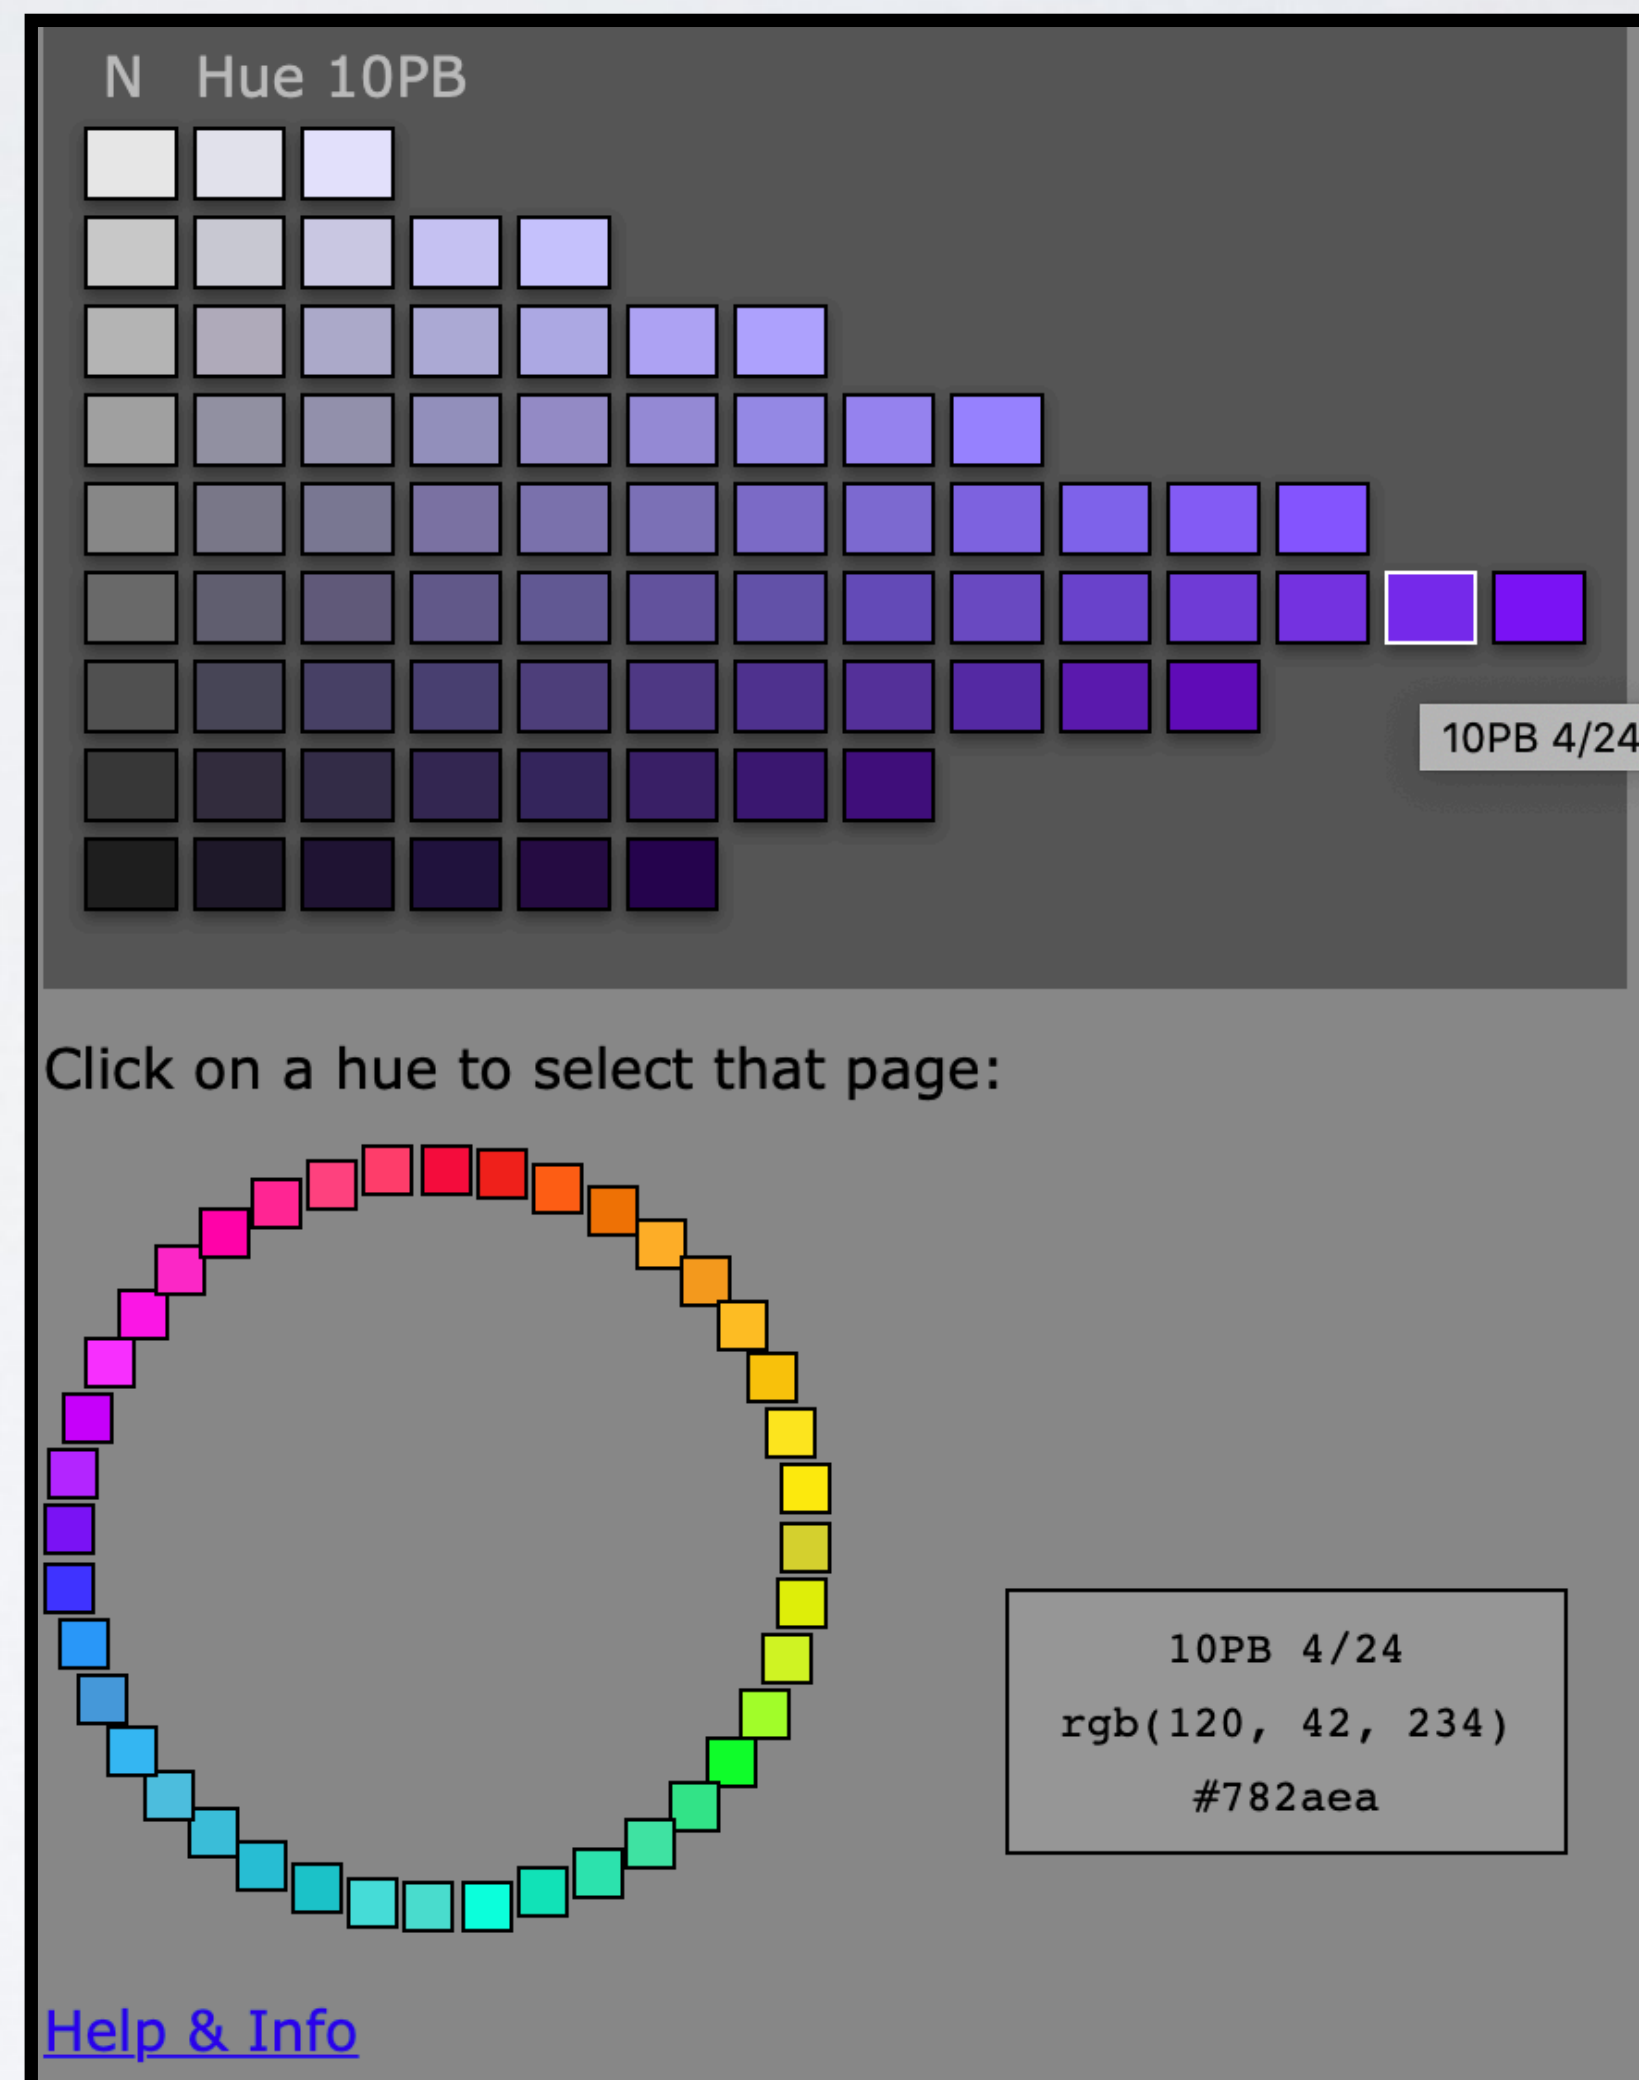 N Hue 10PB
10PB 4/24
Click on a hue to select that page:
10PB 4/24
rgb(120, 42, 234)
#782aea
Help & Info